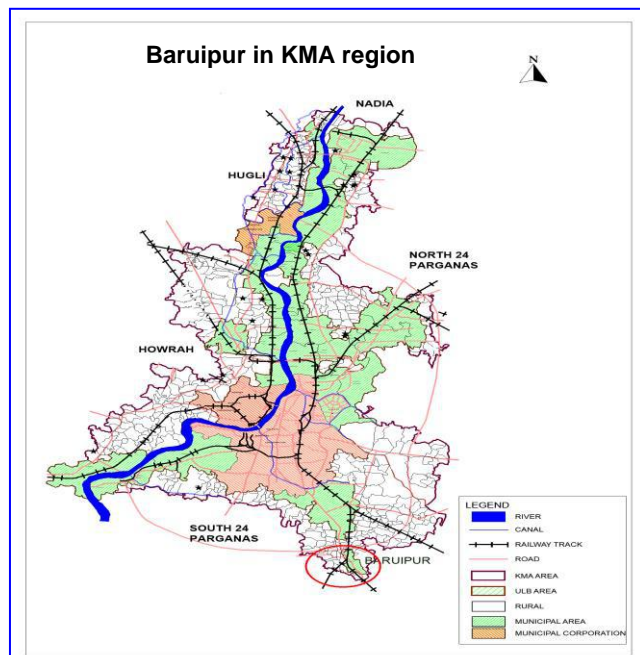 Baruipur in KMA region
N
NADIA
HUGLI
NORTH 24
PARGANAS
HOWRAH
SOUTH 24
PARGANAS
BARUIPUR
LEGEND
RIVER
CANAL
RAILWAY TRACK
ROAD
KMA AREA
ULB AREA
RURAL
MUNICIPAL AREA
MUNICIPAL CORPORATION